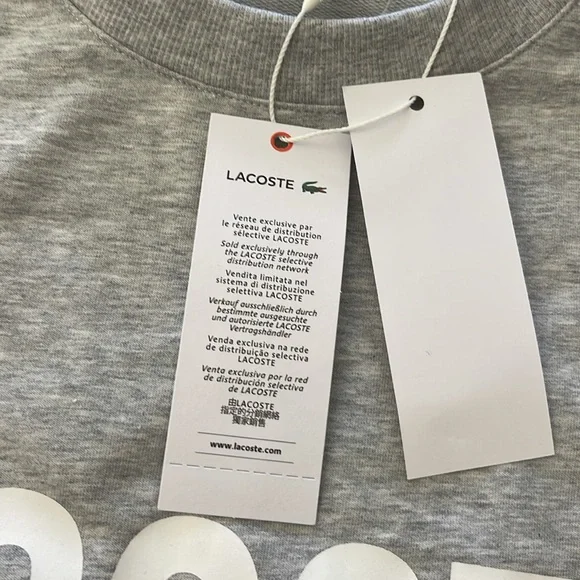 LACOSTE
Vente exclusive par
le réseau de distribution
sélective LACOSTE
Sold exclusively through
the LACOSTE selective
distribution network
Vendita limitata nel
sistema di distribuzione
selettiva LACOSTE
Verkauf ausschließlich durch
bestimmte ausgesuchte
und autorisierte LACOSTE
Vertragshändler
Venda exclusiva na rede
de distribuição selectiva
LACOSTE
Venta exclusiva por la red
de distribución selectiva
de LACOSTE
由LACOSTE
指定的分銷網絡
獨家銷售
www.lacoste.com